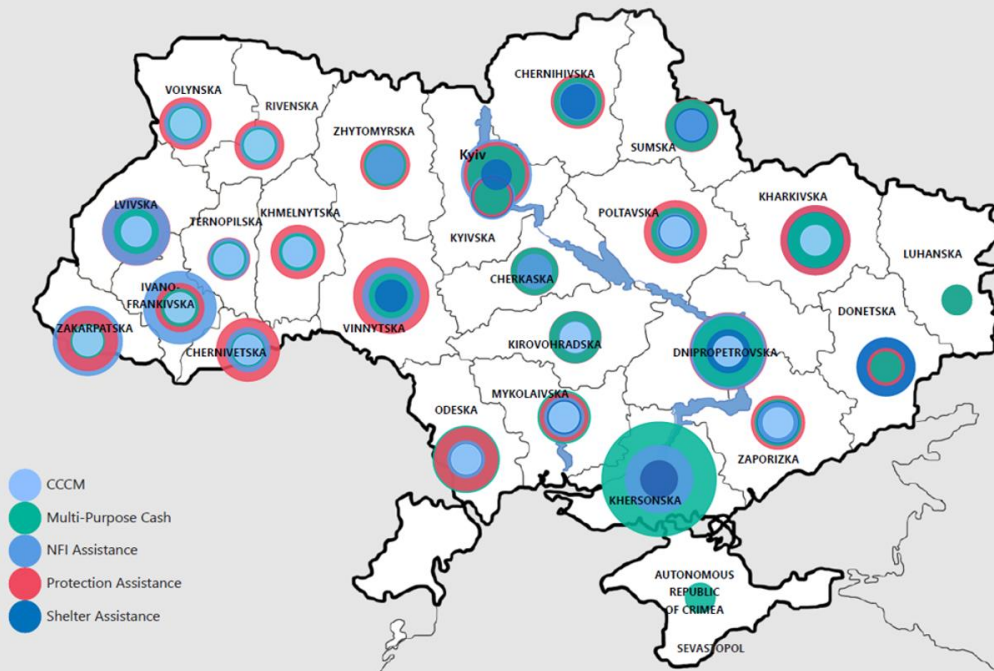 CHERNIHIVSKA
VOLYNSKA
RIVENSKA
ZHYTOMYRSKA
SUMSKA
Kyiv
KHARKIVSKA
LVIVSKA
TERNOPILSKA
KHMELNYTSKA
POLTAVSKA
KYIVSKA
LUHANSKA
CHERKASKA
IVANO-
FRANKIVSKA
DONETSKA
ZAKARPATSKA
VINNYTSKA
CHERNIVETSKA
KIROVOHRADSKA
DNIPROPETROVSKA
MYKOLAIVSKA
ODESKA
ZAPORIZKA
KHERSONSKA
CCCM
Multi-Purpose Cash
NFI Assistance
Protection Assistance
Shelter Assistance
AUTONOMOUS
REPUBLIC
OF CRIMEA
SEVASTOPOL